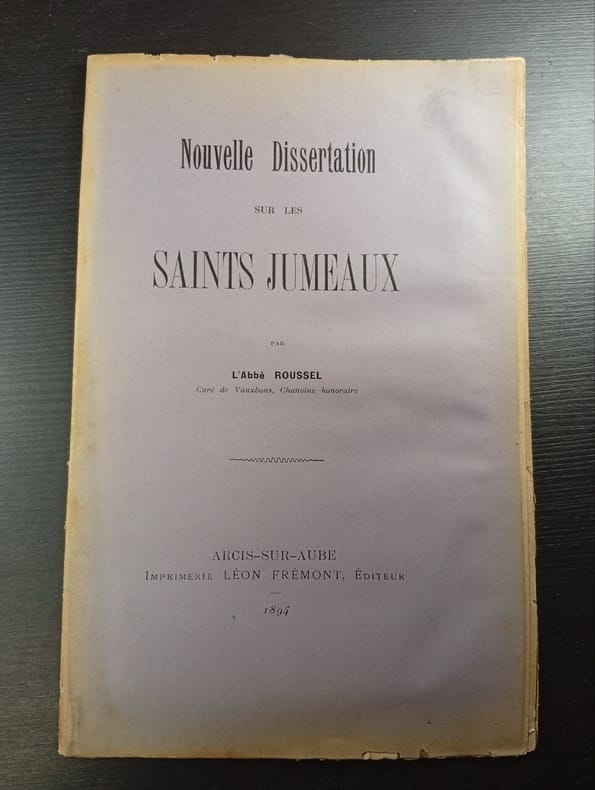 Nouvelle Dissertation
SUR LES
SAINTS JUMEAUX
PAR
L'Abbé ROUSSEL
Curé de Vauxbons, Chanoine honoraire
ARCIS-SUR-AUBE
IMPRIMERIE LÉON FRÉMONT, ÉDITEUR
1894